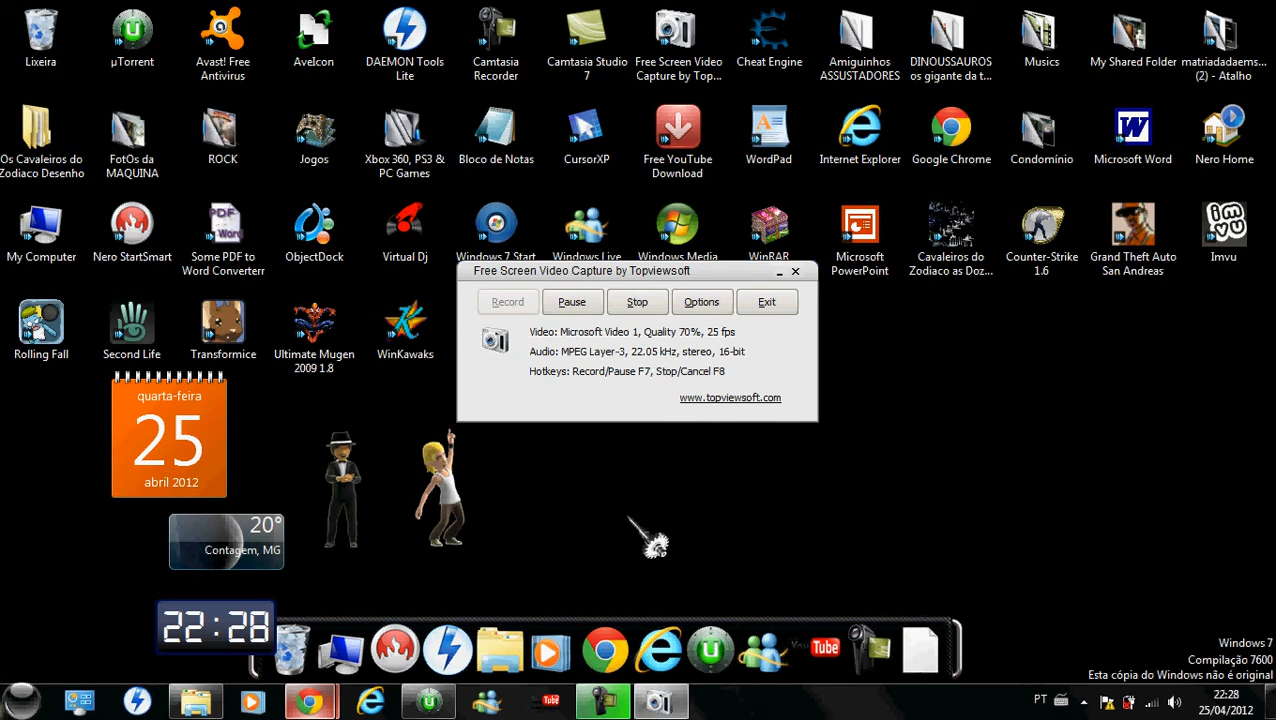 Lixeira
µTorrent
Avast! Free
Antivirus
AveIcon
DAEMON Tools
Lite
Camtasia
Recorder
Camtasia Studio
7
Free Screen Video
Capture by Top...
Cheat Engine
Amiguinhos
ASSUSTADORES
DINOUSSAUROS
os gigante da t...
Musics
My Shared Folder
matriadadaems...
(2) - Atalho
Os Cavaleiros do
Zodiaco Desenho
FotOs da
MAQUINA
ROCK
Jogos
Xbox 360, PS3 &
PC Games
Bloco de Notas
CursorXP
Free YouTube
Download
WordPad
Internet Explorer
Google Chrome
Condomínio
Microsoft Word
Nero Home
My Computer
Nero StartSmart
Some PDF to
Word Converter
ObjectDock
Virtual Dj
Windows 7 Start
Windows Live
Windows Media
WinRAR
Microsoft
PowerPoint
Cavaleiros do
Zodiaco as Doz...
Counter-Strike
1.6
Grand Theft Auto
San Andreas
Imvu
Rolling Fall
Second Life
Transformice
Ultimate Mugen
2009 1.8
WinKawaks
Free Screen Video Capture by Topviewsoft
Record
Pause
Stop
Options
Exit
Video: Microsoft Video 1, Quality 70%, 25 fps
Audio: MPEG Layer-3, 22.05 kHz, stereo, 16-bit
Hotkeys: Record/Pause F7, Stop/Cancel F8
www.topviewsoft.com
quarta-feira
25
abril 2012
20°
Contagem, MG
22:28
You Tube
Windows 7
Compilação 7600
Esta cópia do Windows não é original
PT
22:28
25/04/2012